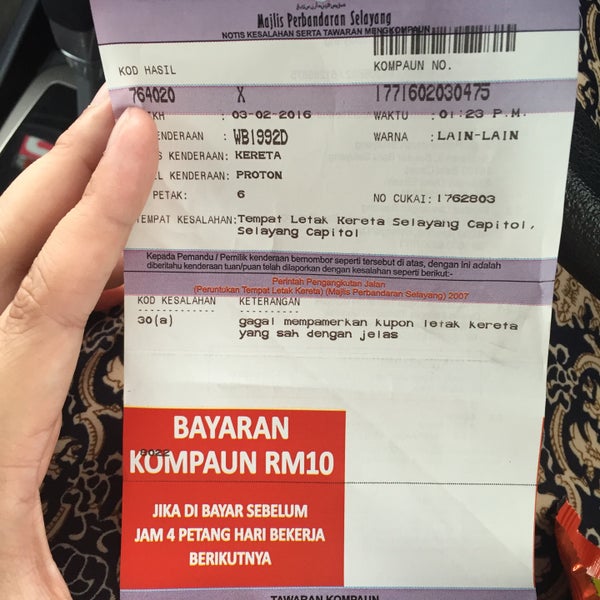 Majlis Perbandaran Selayang
NOTIS KESALAHAN SERTA TAWARAN MENGKOMPAUN
KOD HASIL KOMPAUN NO.
764020 X 1771602030475
KH : 03-02-2016 WAKTU : 01:23 P.M.
KENDERAAN : WB1992D WARNA : LAIN-LAIN
S KENDERAAN: KERETA
L KENDERAAN: PROTON
PETAK: 6 NO CUKAI: 1762803
TEMPAT KESALAHAN: Tempat Letak Kereta Selayang Capitol,
Selayang Capitol
Kepada Pemandu / Pemilik kenderaan bernombor seperti tersebut di atas, dengan ini adalah
diberitahu kenderaan tuan/puan telah dilaporkan dengan kesalahan seperti berikut:-
Perintah Pengangkutan Jalan
(Peruntukan Tempat Letak Kereta) (Majlis Perbandaran Selayang) 2007
KOD KESALAHAN KETERANGAN
30(a) gagal mempamerkan kupon letak kereta
yang sah dengan jelas
BAYARAN
KOMPAUN RM10
JIKA DI BAYAR SEBELUM
JAM 4 PETANG HARI BEKERJA
BERIKUTNYA
TAWARAN KOMPAUN